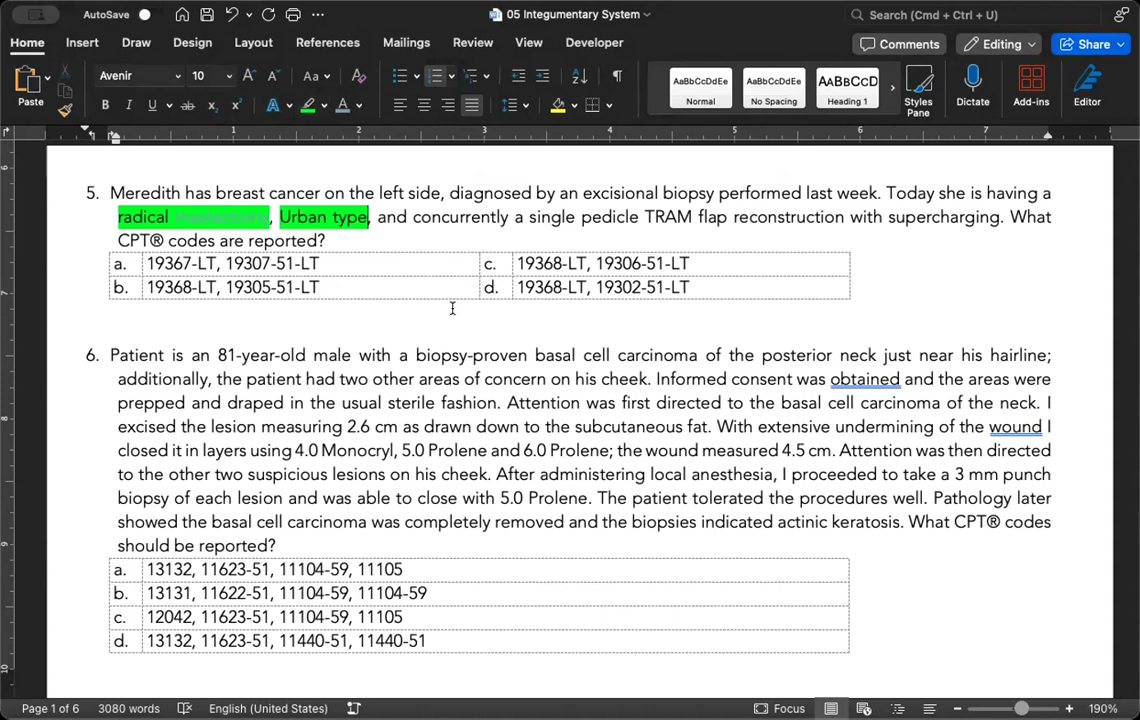 AutoSave
05 Integumentary System
Search (Cmd + Ctrl + U)
Home Insert Draw Design Layout References Mailings Review View Developer
Comments Editing Share
Paste
Avenir 10
Aa
B I U ab x₂ x² A A
AaBbCcDdEe
Normal
AaBbCcDdEe
No Spacing
AaBbCcD
Heading 1
Styles Pane
Dictate
Add-ins
Editor
1 2 3 4 5 6 7
5. Meredith has breast cancer on the left side, diagnosed by an excisional biopsy performed last week. Today she is having a
radical mastectomy, Urban type, and concurrently a single pedicle TRAM flap reconstruction with supercharging. What
CPT® codes are reported?
a. 19367-LT, 19307-51-LT c. 19368-LT, 19306-51-LT
b. 19368-LT, 19305-51-LT d. 19368-LT, 19302-51-LT
6. Patient is an 81-year-old male with a biopsy-proven basal cell carcinoma of the posterior neck just near his hairline;
additionally, the patient had two other areas of concern on his cheek. Informed consent was obtained and the areas were
prepped and draped in the usual sterile fashion. Attention was first directed to the basal cell carcinoma of the neck. I
excised the lesion measuring 2.6 cm as drawn down to the subcutaneous fat. With extensive undermining of the wound I
closed it in layers using 4.0 Monocryl, 5.0 Prolene and 6.0 Prolene; the wound measured 4.5 cm. Attention was then directed
to the other two suspicious lesions on his cheek. After administering local anesthesia, I proceeded to take a 3 mm punch
biopsy of each lesion and was able to close with 5.0 Prolene. The patient tolerated the procedures well. Pathology later
showed the basal cell carcinoma was completely removed and the biopsies indicated actinic keratosis. What CPT® codes
should be reported?
a. 13132, 11623-51, 11104-59, 11105
b. 13131, 11622-51, 11104-59, 11104-59
c. 12042, 11623-51, 11104-59, 11105
d. 13132, 11623-51, 11440-51, 11440-51
Page 1 of 6 3080 words English (United States) Focus 190%